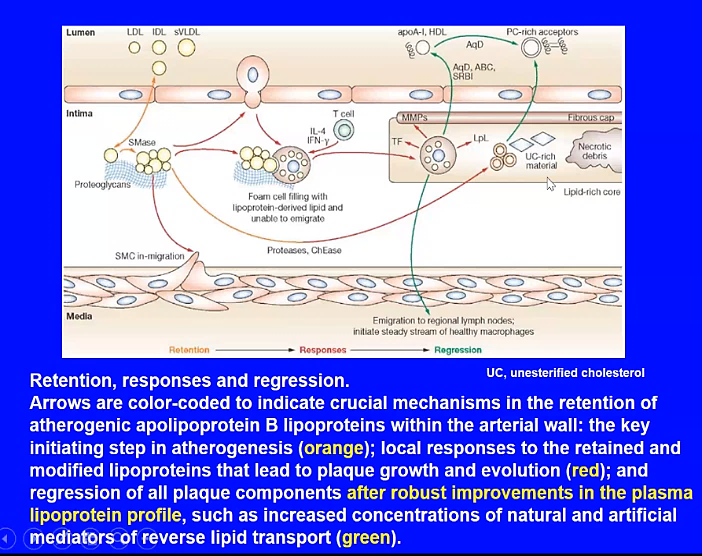 Lumen
LDL IDL sVLDL
apoA-I, HDL
PC-rich acceptors
AqD
AqD, ABC,
SRBI
Intima
T cell
MMPs
Fibrous cap
IL-4
IFN-γ
SMase
TF
LpL
Necrotic
debris
UC-rich
material
Proteoglycans
Lipid-rich core
Foam cell filling with
lipoprotein-derived lipid and
unable to emigrate
Proteases, ChEase
SMC in-migration
Media
Emigration to regional lymph nodes;
initiate steady stream of healthy macrophages
Retention Responses Regression
UC, unesterified cholesterol
Retention, responses and regression.
Arrows are color-coded to indicate crucial mechanisms in the retention of
atherogenic apolipoprotein B lipoproteins within the arterial wall: the key
initiating step in atherogenesis (orange); local responses to the retained and
modified lipoproteins that lead to plaque growth and evolution (red); and
regression of all plaque components after robust improvements in the plasma
lipoprotein profile, such as increased concentrations of natural and artificial
mediators of reverse lipid transport (green).